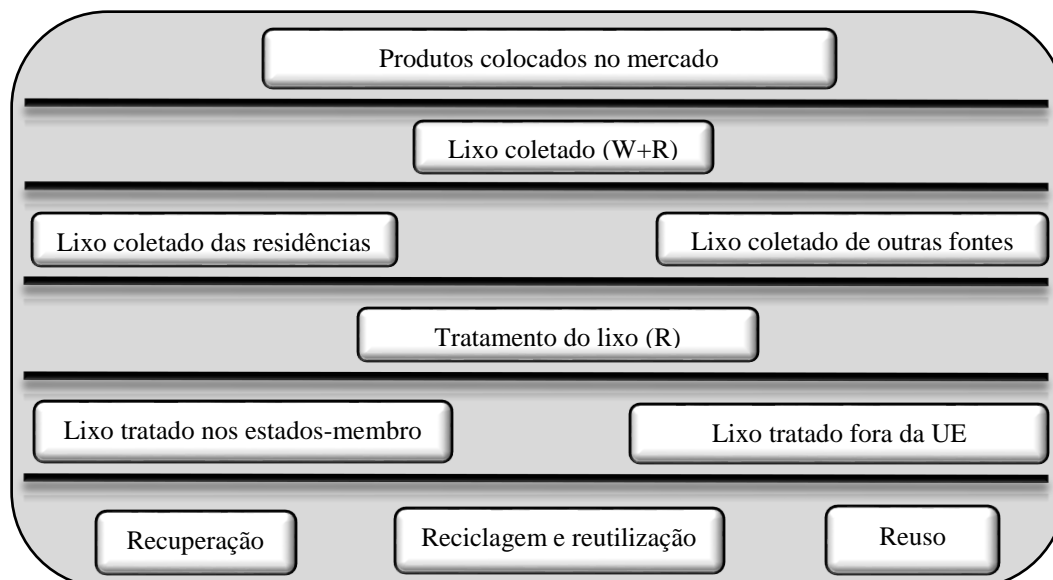 Produtos colocados no mercado
Lixo coletado (W+R)
Lixo coletado das residências
Lixo coletado de outras fontes
Tratamento do lixo (R)
Lixo tratado nos estados-membro
Lixo tratado fora da UE
Recuperação
Reciclagem e reutilização
Reuso